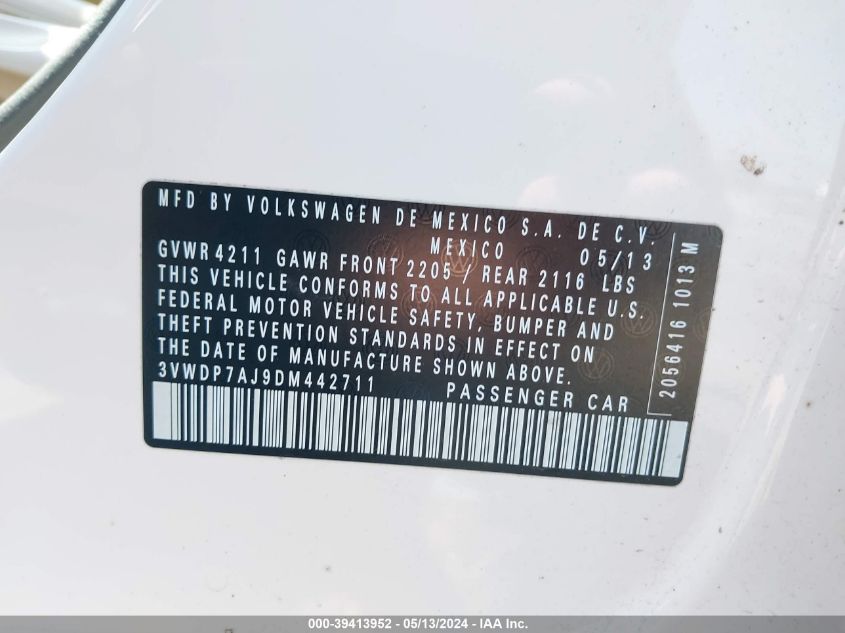 MFD BY VOLKSWAGEN DE MEXICO S.A. DE C.V.
MEXICO 05/13
GVWR 4211 GAWR FRONT 2205 / REAR 2116 LBS
THIS VEHICLE CONFORMS TO ALL APPLICABLE U.S.
FEDERAL MOTOR VEHICLE SAFETY, BUMPER AND
THEFT PREVENTION STANDARDS IN EFFECT ON
THE DATE OF MANUFACTURE SHOWN ABOVE.
3VWDP7AJ9DM442711 PASSENGER CAR
2056416 1013 M
000-39413952 - 05/13/2024 - IAA Inc.